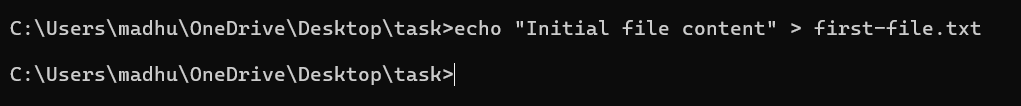 C:\Users\madhu\OneDrive\Desktop\task>echo "Initial file content" > first-file.txt
C:\Users\madhu\OneDrive\Desktop\task>